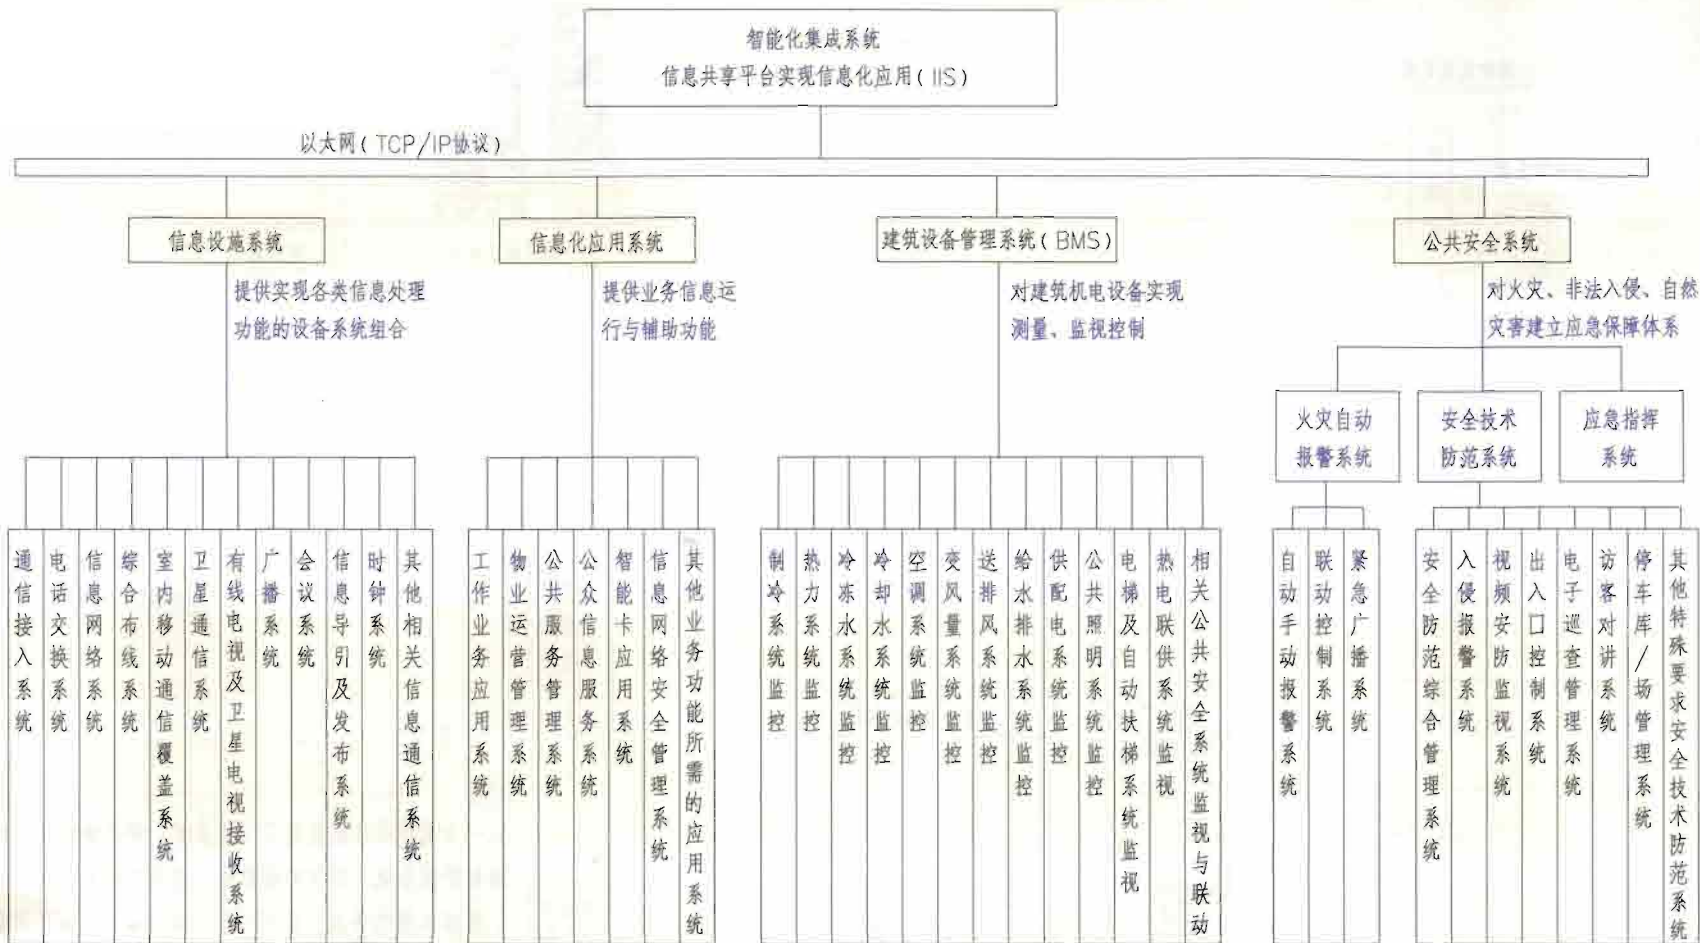 智能化集成系统
信息共享平台实现信息化应用(IIS)
以太网(TCP/IP协议)
信息设施系统
信息化应用系统
建筑设备管理系统(BMS)
公共安全系统
提供实现各类信息处理
功能的设备系统组合
提供业务信息运
行与辅助功能
对建筑机电设备实现
测量、监视控制
对火灾、非法入侵、自然
灾害建立应急保障体系
火灾自动
报警系统
安全技术
防范系统
应急指挥
系统
通信接入系统
电话交换系统
信息网络系统
综合布线系统
室内移动通信覆盖系统
卫星通信系统
有线电视及卫星电视接收系统
广播系统
会议系统
信息导引及发布系统
时钟系统
其他相关信息通信系统
工作业务应用系统
物业运营管理系统
公共服务管理系统
公众信息服务系统
智能卡应用系统
信息网络安全管理系统
其他业务功能所需的应用系统
制冷系统监控
热力系统监控
冷冻水系统监控
冷却水系统监控
空调系统监控
变风量系统监控
送排风系统监控
给水排水系统监控
供配电系统监控
公共照明系统监控
电梯及自动扶梯系统监视
热电联供系统监视
相关公共安全系统监视与联动
自动手动报警系统
联动控制系统
紧急广播系统
安全防范综合管理系统
入侵报警系统
视频安防监视系统
出入口控制系统
电子巡查管理系统
访客对讲系统
停车库/场管理系统
其他特殊要求安全技术防范系统